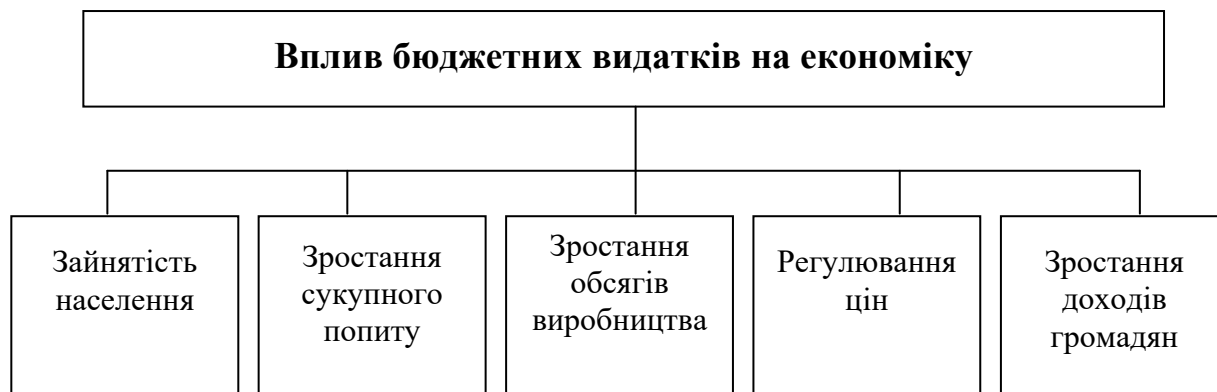 Вплив бюджетних видатків на економіку
Зайнятість
населення
Зростання
сукупного
попиту
Зростання
обсягів
виробництва
Регулювання
цін
Зростання
доходів
громадян